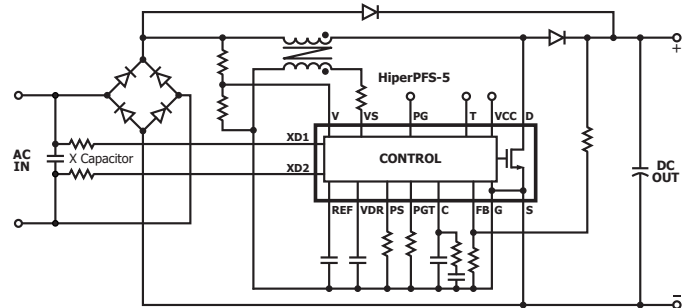 +
HiperPFS-5
V
VS
PG
T
VCC
D
XD1
CONTROL
AC
IN
X Capacitor
XD2
DC
OUT
REF
VDR
PS
PGT
C
FB
G
S
−